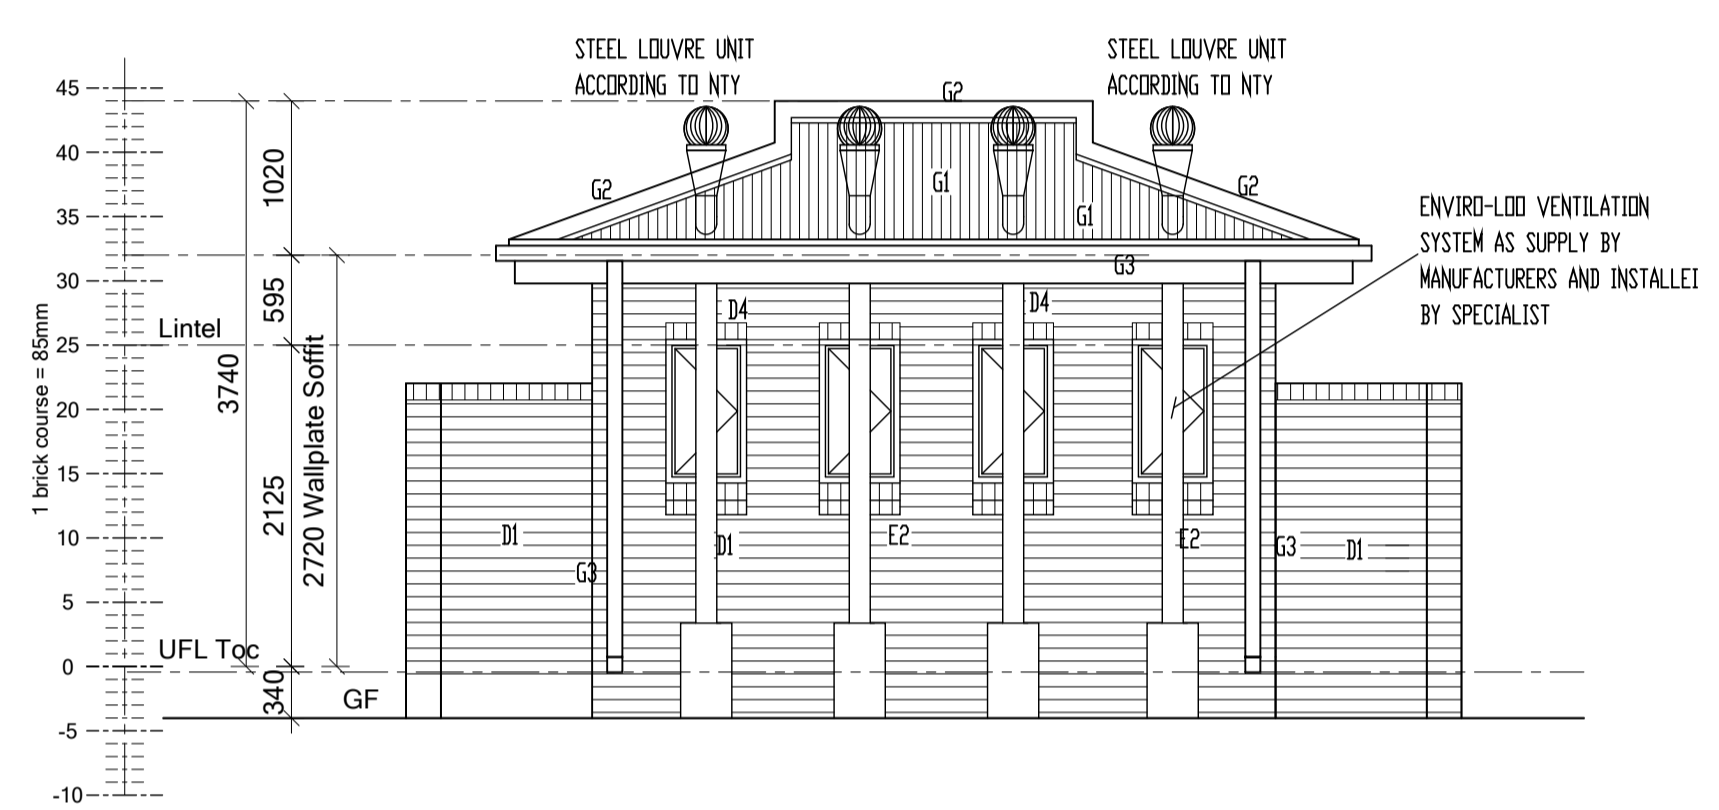 STEEL LOUVRE UNIT
ACCORDING TO NTY
STEEL LOUVRE UNIT
ACCORDING TO NTY
45
40
35
30
25
20
15
10
5
0
-5
-10
1 brick course = 85mm
1020
595
2125
340
3740
2720 Wallplate Soffit
Lintel
UFL Toc
GF
G2
G2
G2
G1
G1
G3
D4
D4
D1
D1
E2
E2
G3
G3
D1
ENVIRO-LOO VENTILATION
SYSTEM AS SUPPLY BY
MANUFACTURERS AND INSTALLE
BY SPECIALIST